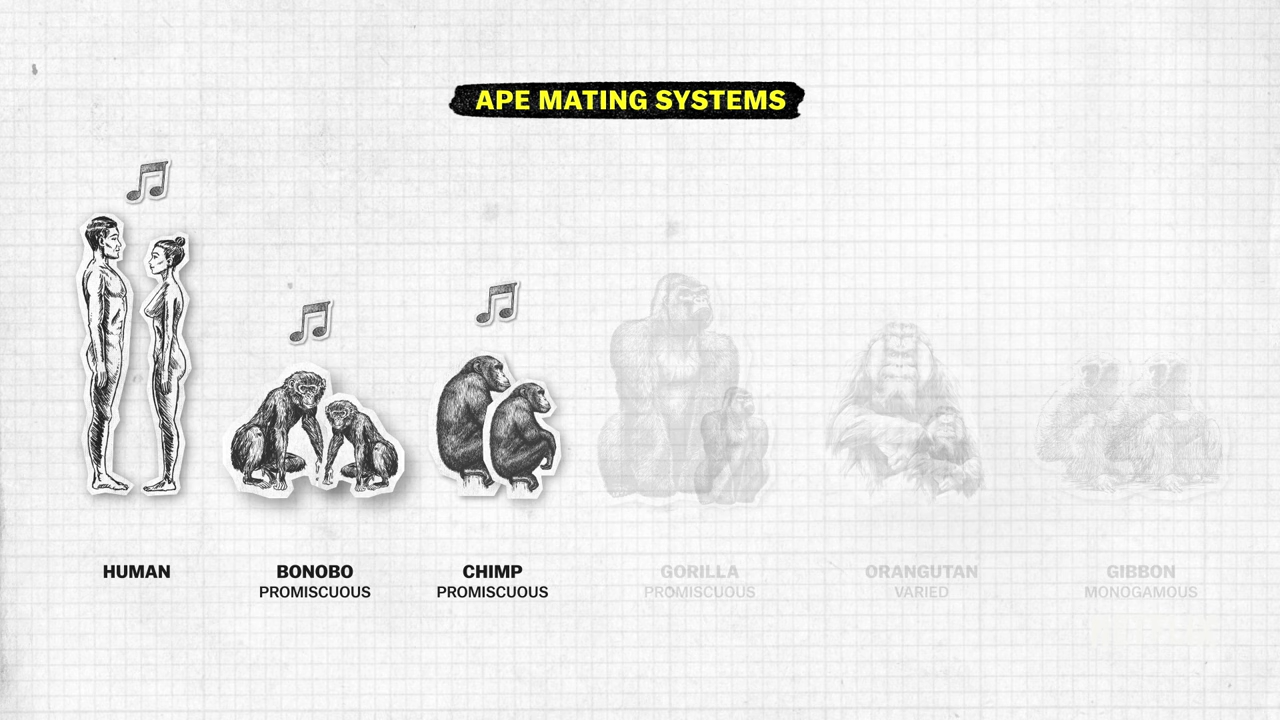 APE MATING SYSTEMS
HUMAN
BONOBO
PROMISCUOUS
CHIMP
PROMISCUOUS
GORILLA
PROMISCUOUS
ORANGUTAN
VARIED
GIBBON
MONOGAMOUS